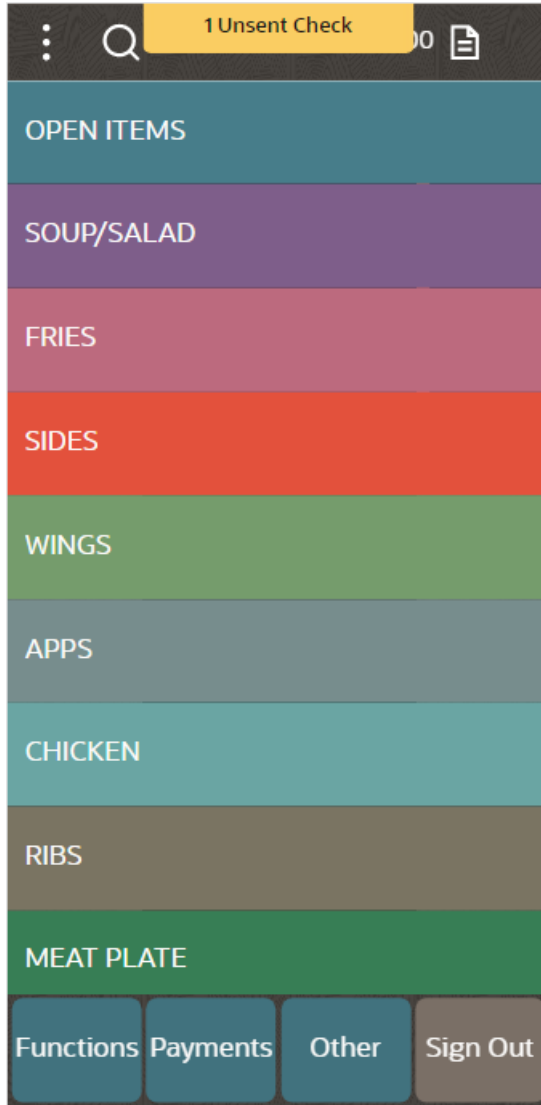 1 Unsent Check
00
OPEN ITEMS
SOUP/SALAD
FRIES
SIDES
WINGS
APPS
CHICKEN
RIBS
MEAT PLATE
Functions Payments Other Sign Out